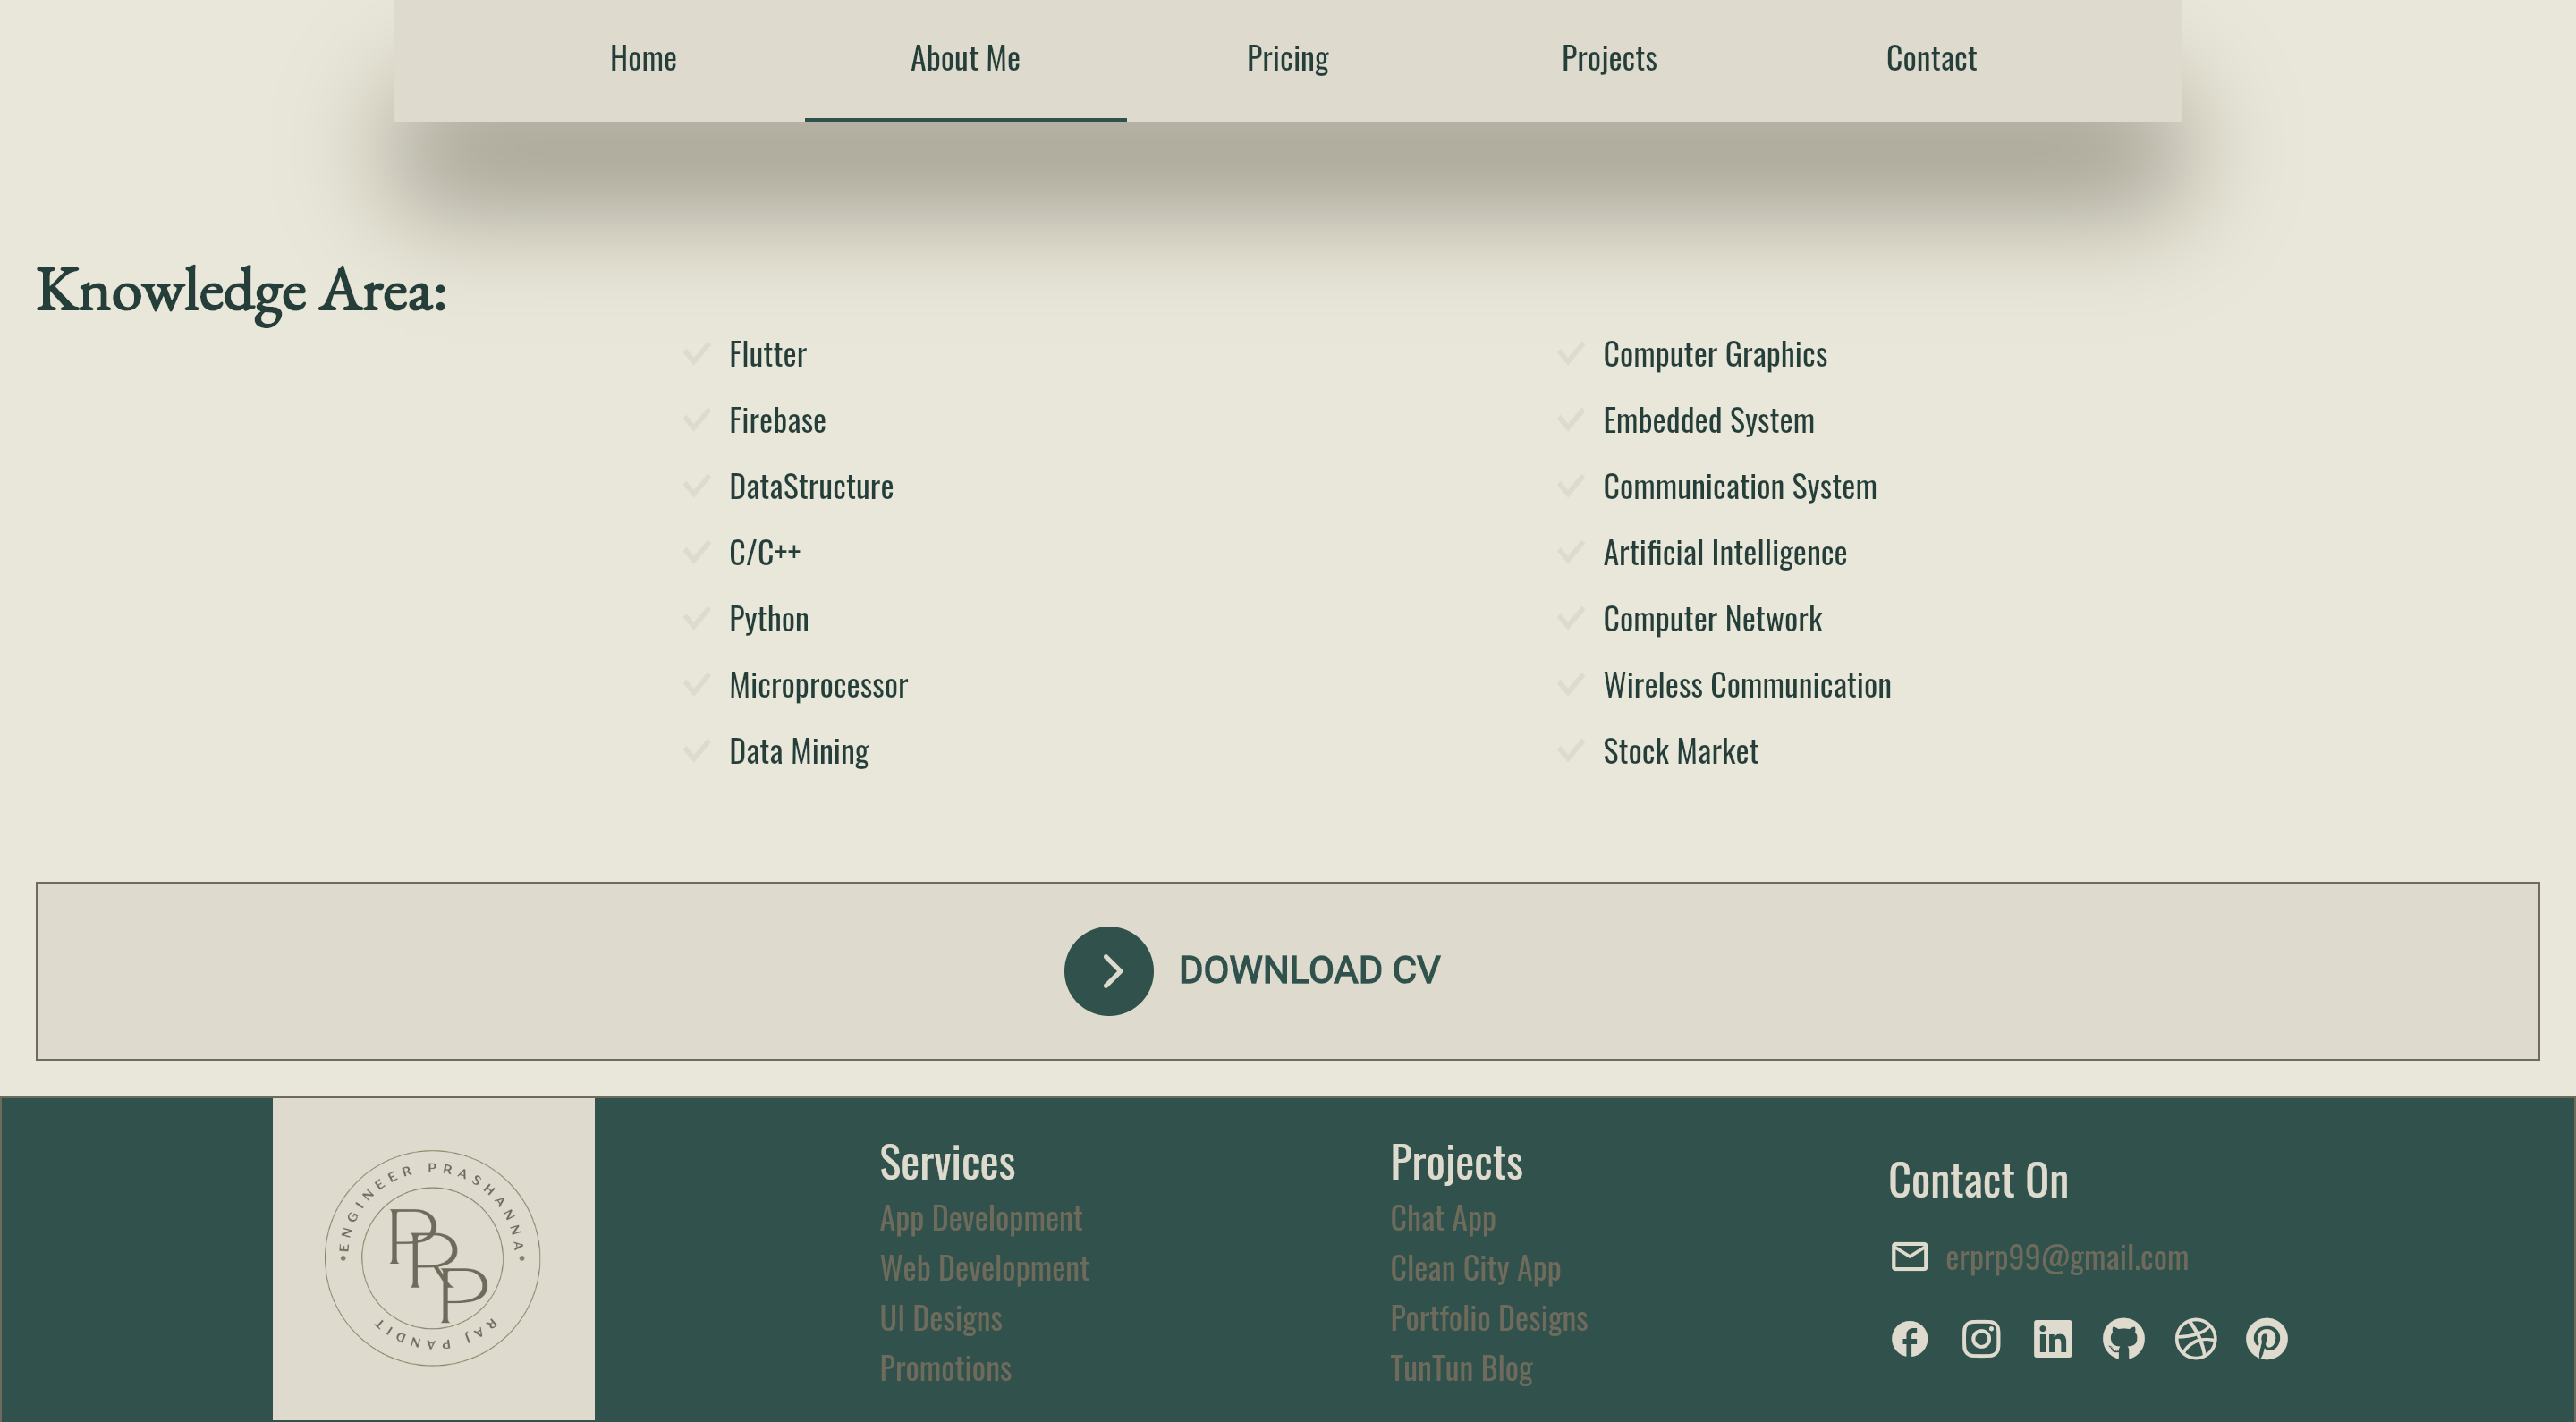 Home About Me Pricing Projects Contact
Knowledge Area:
Flutter
Firebase
DataStructure
C/C++
Python
Microprocessor
Data Mining
Computer Graphics
Embedded System
Communication System
Artificial Intelligence
Computer Network
Wireless Communication
Stock Market
DOWNLOAD CV
ENGINEER PRASHANNA
PRP
RAJ PANDIT
Services
App Development
Web Development
UI Designs
Promotions
Projects
Chat App
Clean City App
Portfolio Designs
TunTun Blog
Contact On
erprp99@gmail.com